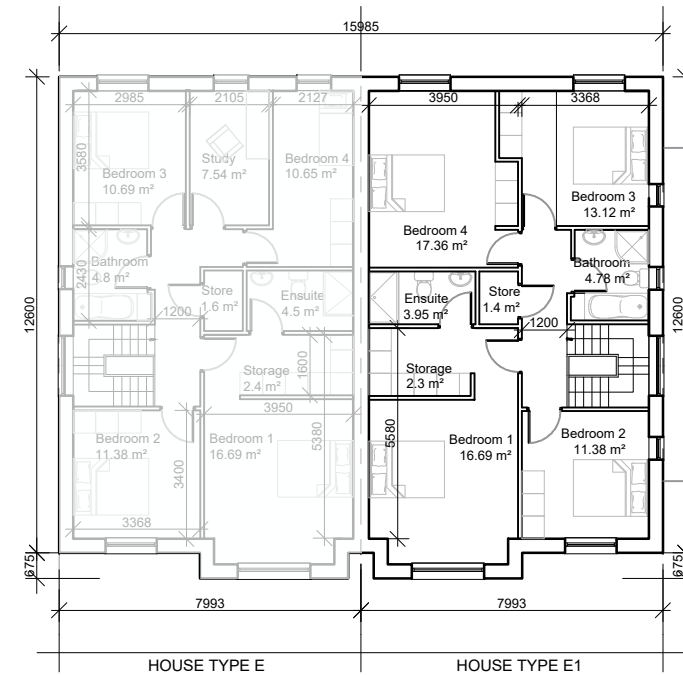 15985
2985
2105
2127
3950
3368
3580
Bedroom 3
10.69 m²
Study
7.54 m²
Bedroom 4
10.65 m²
Bedroom 4
17.36 m²
Bedroom 3
13.12 m²
12600
2430
Bathroom
4.8 m²
Store
1.6 m²
Ensuite
4.5 m²
Ensuite
3.95 m²
Store
1.4 m²
Bathroom
4.78 m²
12600
1200
1200
Storage
2.4 m²
1600
Storage
2.3 m²
3950
Bedroom 2
11.38 m²
3400
Bedroom 1
16.69 m²
5380
5580
Bedroom 1
16.69 m²
Bedroom 2
11.38 m²
3368
675
675
7993
7993
HOUSE TYPE E
HOUSE TYPE E1